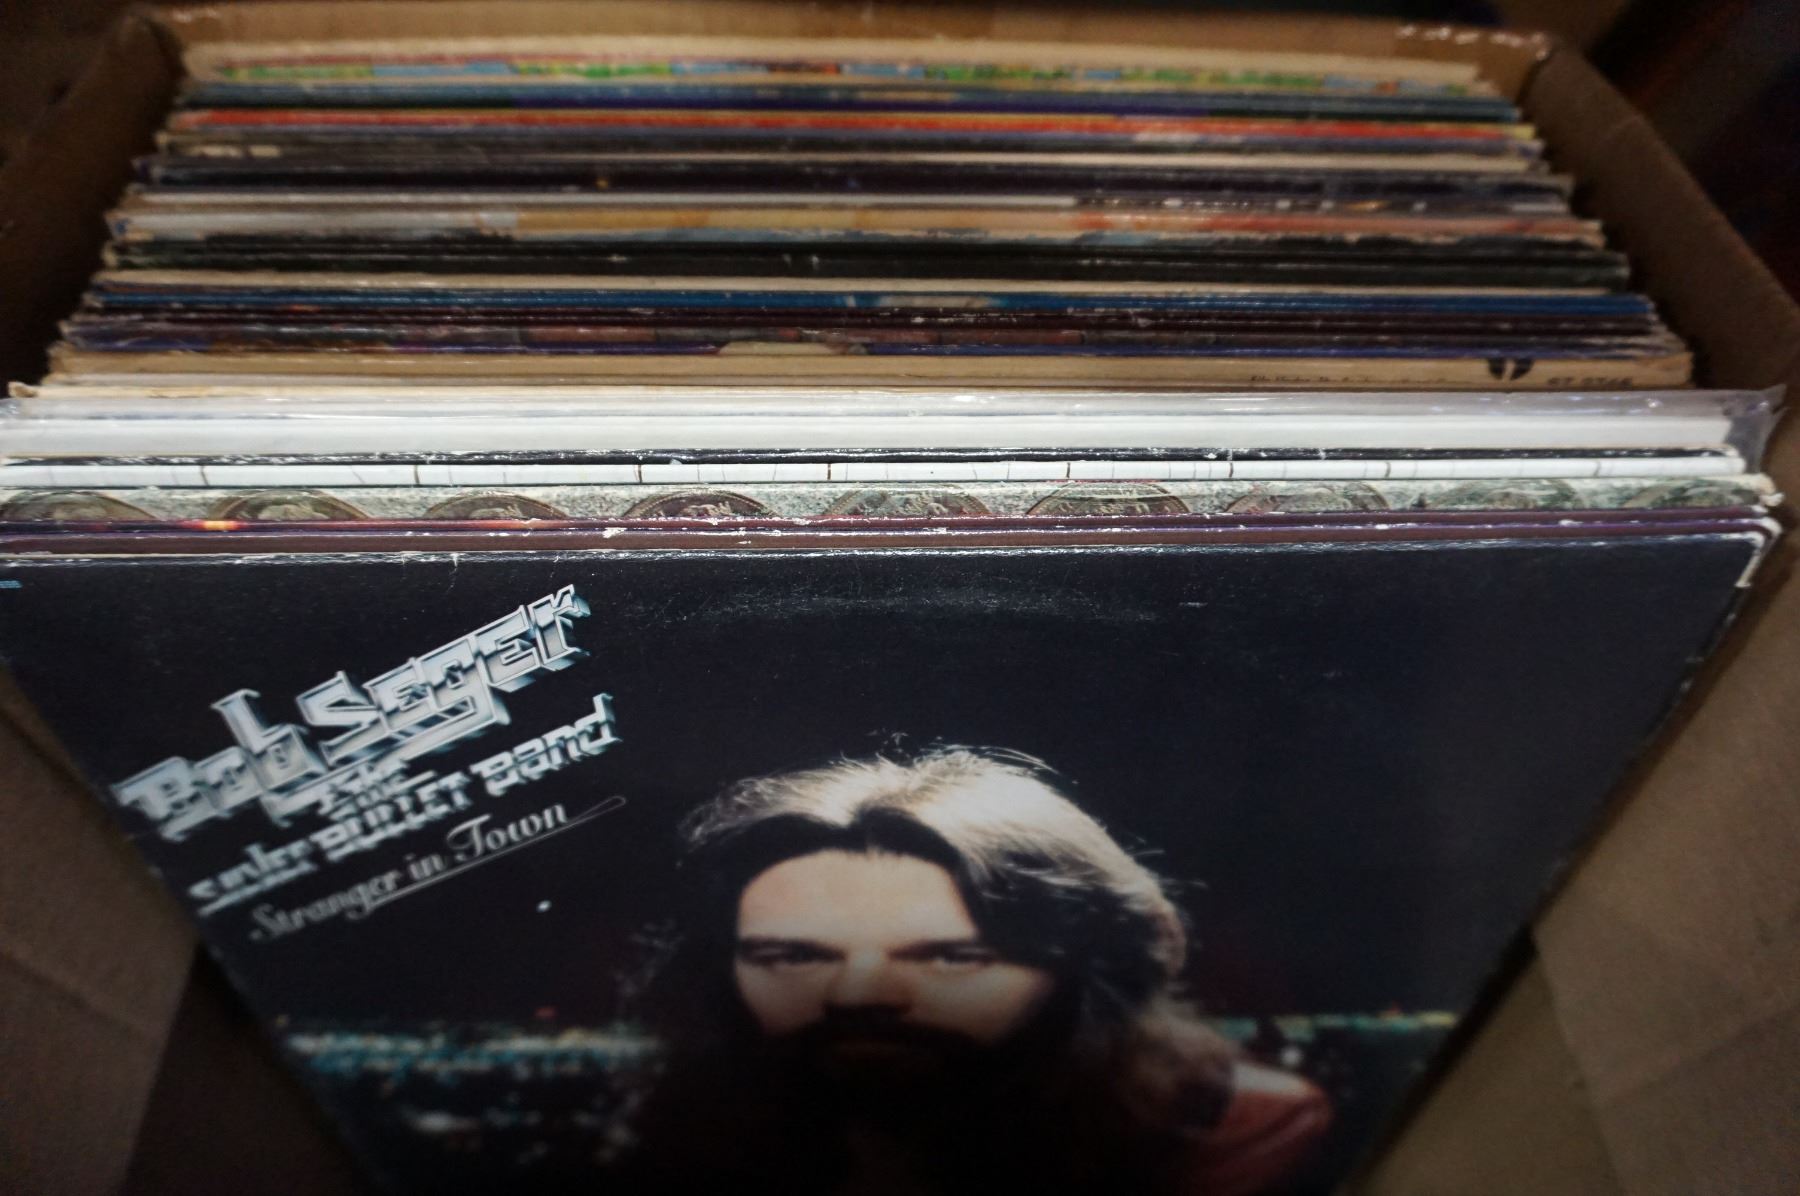 Bob Seger
& the
Silver Bullet Band
Stranger in Town